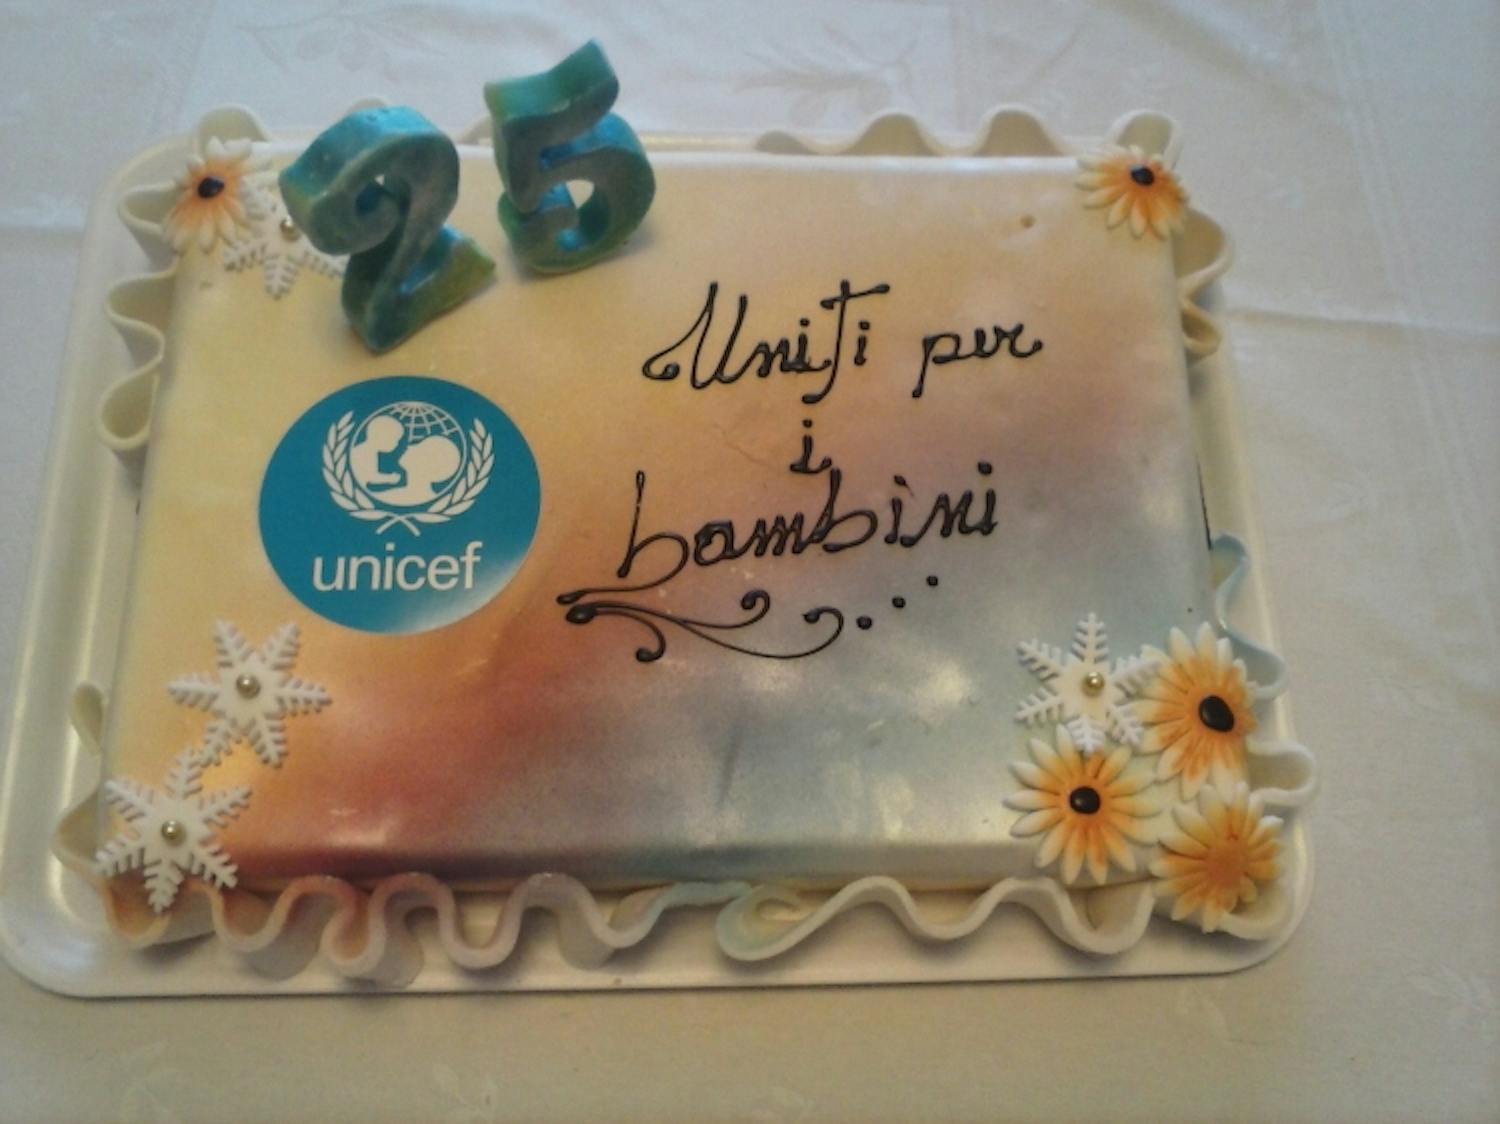 25
Uniti per
i
bambini
unicef